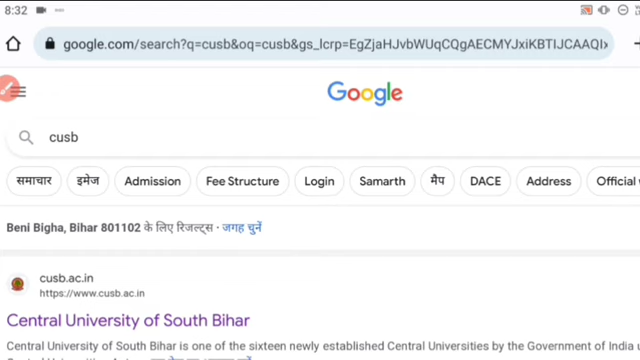 8:32
google.com/search?q=cusb&oq=cusb&gs_lcrp=EgZjaHJvbWUqCQgAECMYJxiKBTIJCAAQIx
Google
cusb
समाचार इमेज Admission Fee Structure Login Samarth मैप DACE Address Official
Beni Bigha, Bihar 801102 के लिए रिजल्ट्स · जगह चुनें
cusb.ac.in
https://www.cusb.ac.in
Central University of South Bihar
Central University of South Bihar is one of the sixteen newly established Central Universities by the Government of India